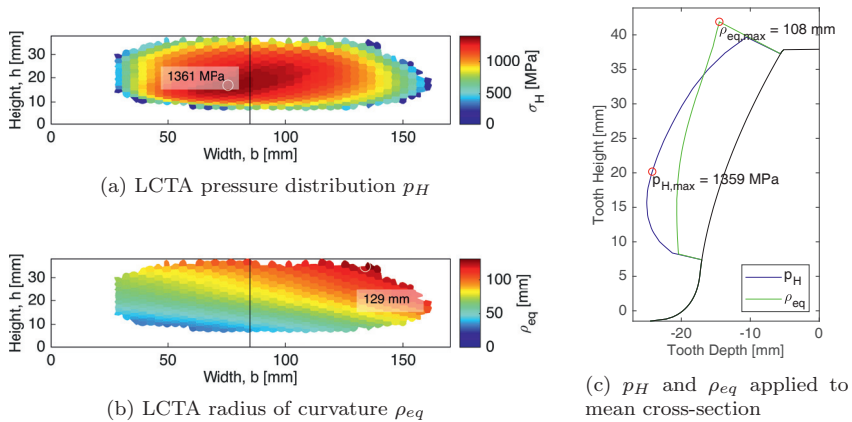 Height, h [mm]
30
20
10
0
1361 MPa
0
50
100
150
Width, b [mm]
1000
500
0
σH [MPa]
(a) LCTA pressure distribution pH
Height, h [mm]
30
20
10
0
129 mm
0
50
100
150
Width, b [mm]
100
50
0
ρeq [mm]
(b) LCTA radius of curvature ρeq
Tooth Height [mm]
40
35
30
25
20
15
10
5
0
ρeq,max = 108 mm
pH,max = 1359 MPa
pH
ρeq
-20
-10
0
Tooth Depth [mm]
(c) pH and ρeq applied to
mean cross-section